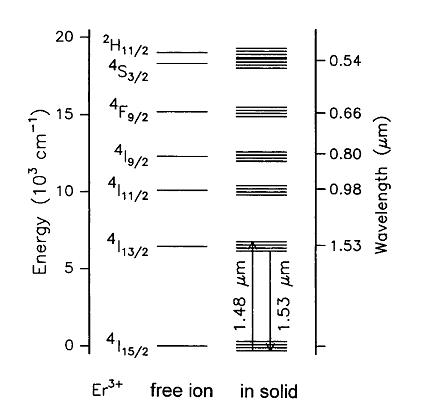 20
²H₁₁/₂
⁴S₃/₂
0.54
15
⁴F₉/₂
0.66
⁴I₉/₂
0.80
10
⁴I₁₁/₂
0.98
⁴I₁₃/₂
1.53
5
1.48 μm
1.53 μm
0
⁴I₁₅/₂
Energy (10³ cm⁻¹)
Wavelength (μm)
Er³⁺ free ion in solid